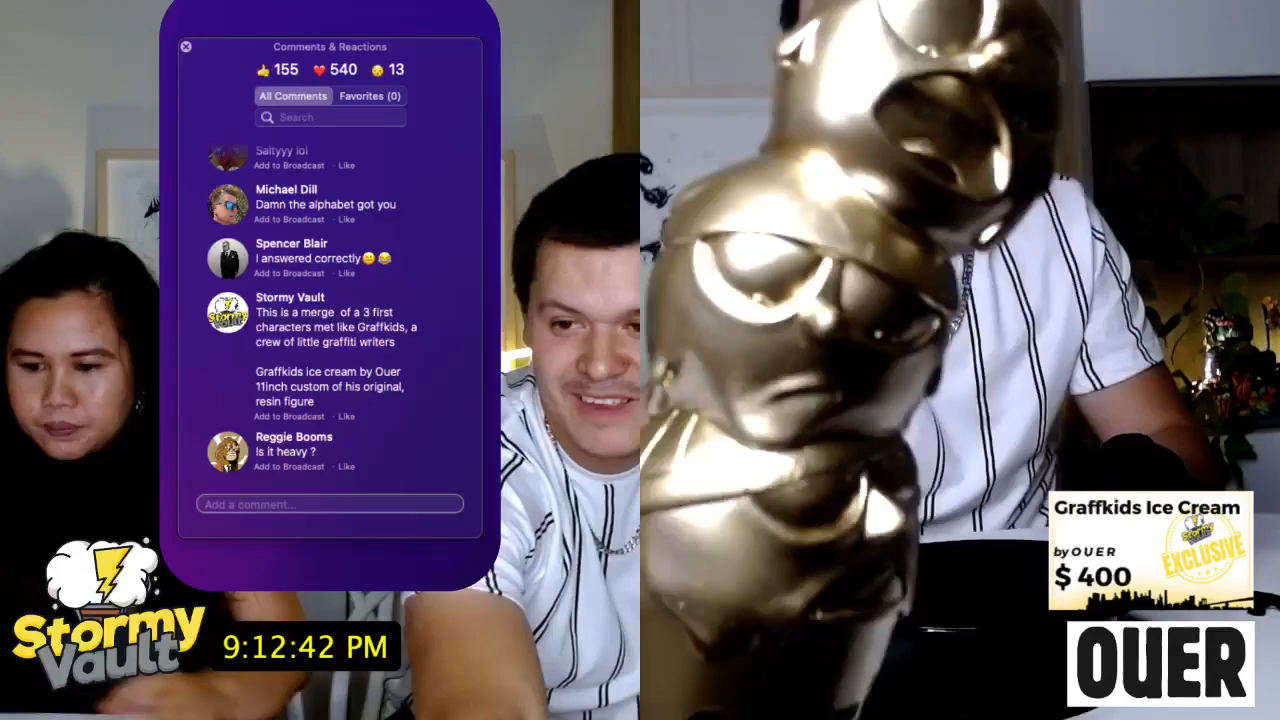 Comments & Reactions
155 540 13
All Comments Favorites (0)
Search
Saltyyy lol
Add to Broadcast · Like
Michael Dill
Damn the alphabet got you
Add to Broadcast · Like
Spencer Blair
I answered correctly
Add to Broadcast · Like
Stormy Vault
This is a merge of a 3 first
characters met like Graffkids, a
crew of little graffiti writers
Graffkids ice cream by Ouer
11inch custom of his original,
resin figure
Add to Broadcast · Like
Reggie Booms
Is it heavy ?
Add to Broadcast · Like
Add a comment...
Stormy
Vault
9:12:42 PM
Graffkids Ice Cream
by OUER
$ 400
Stormy
Vault
EXCLUSIVE
OUER